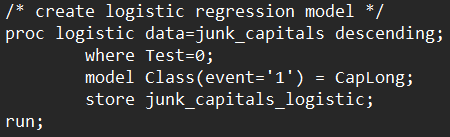 /* create logistic regression model */
proc logistic data=junk_capitals descending;
where Test=0;
model Class(event='1') = CapLong;
store junk_capitals_logistic;
run;